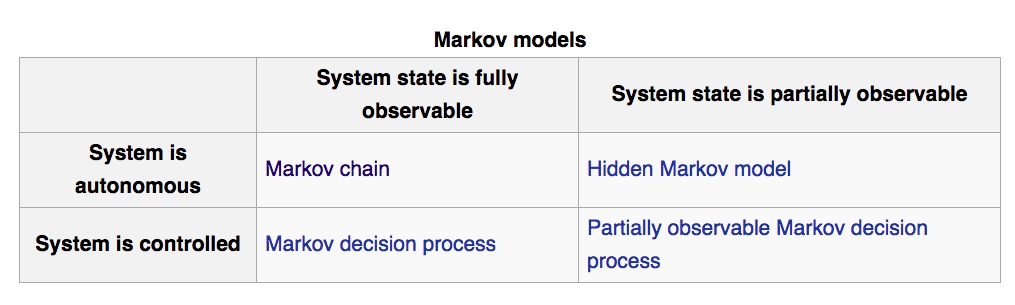 Markov models
System state is fully
observable
System state is partially observable
System is
autonomous
Markov chain
Hidden Markov model
System is controlled
Markov decision process
Partially observable Markov decision
process